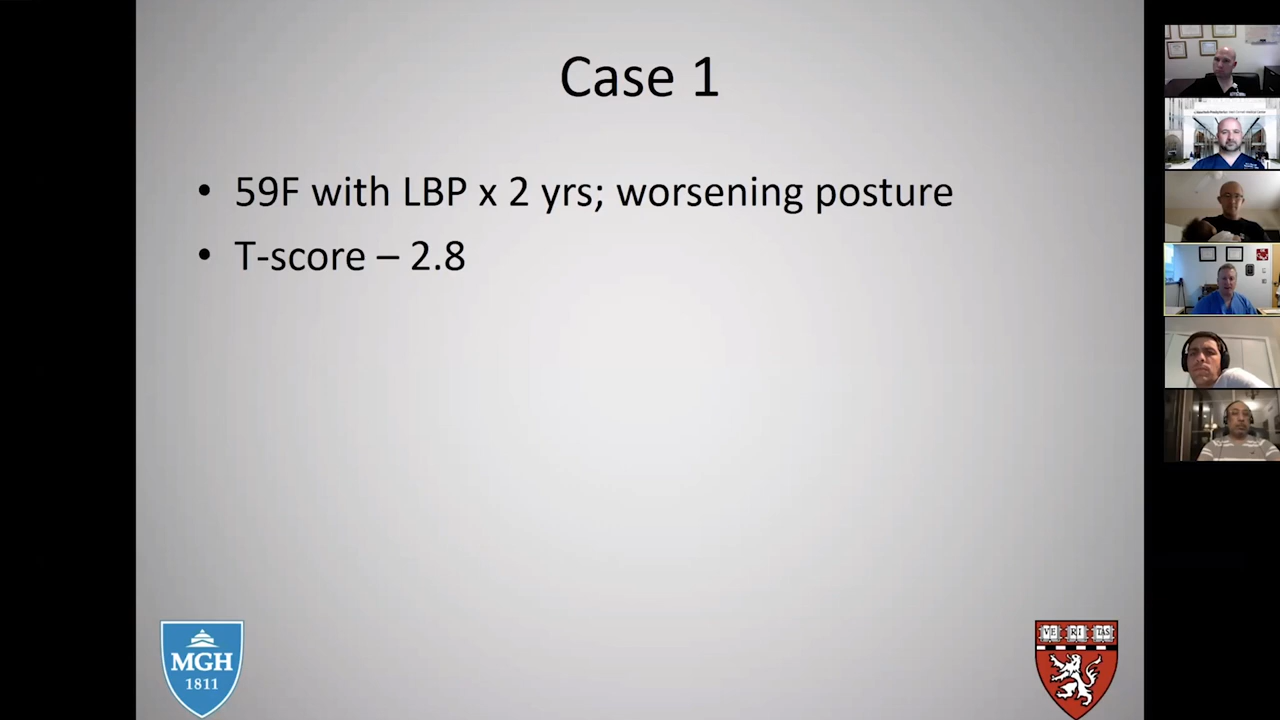 Case 1
• 59F with LBP x 2 yrs; worsening posture
• T-score – 2.8
MGH
1811
VE RI TAS